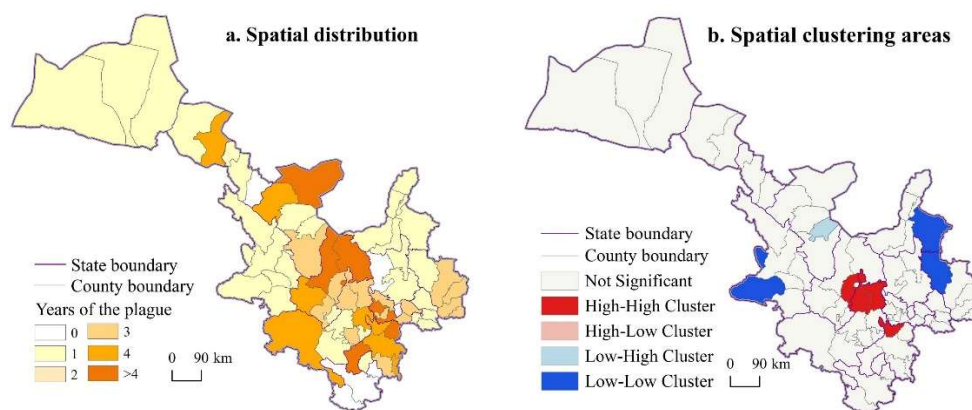 a. Spatial distribution
State boundary
County boundary
Years of the plague
0
3
1
4
2
>4
0 90 km
b. Spatial clustering areas
State boundary
County boundary
Not Significant
High-High Cluster
High-Low Cluster
Low-High Cluster
Low-Low Cluster
0 90 km